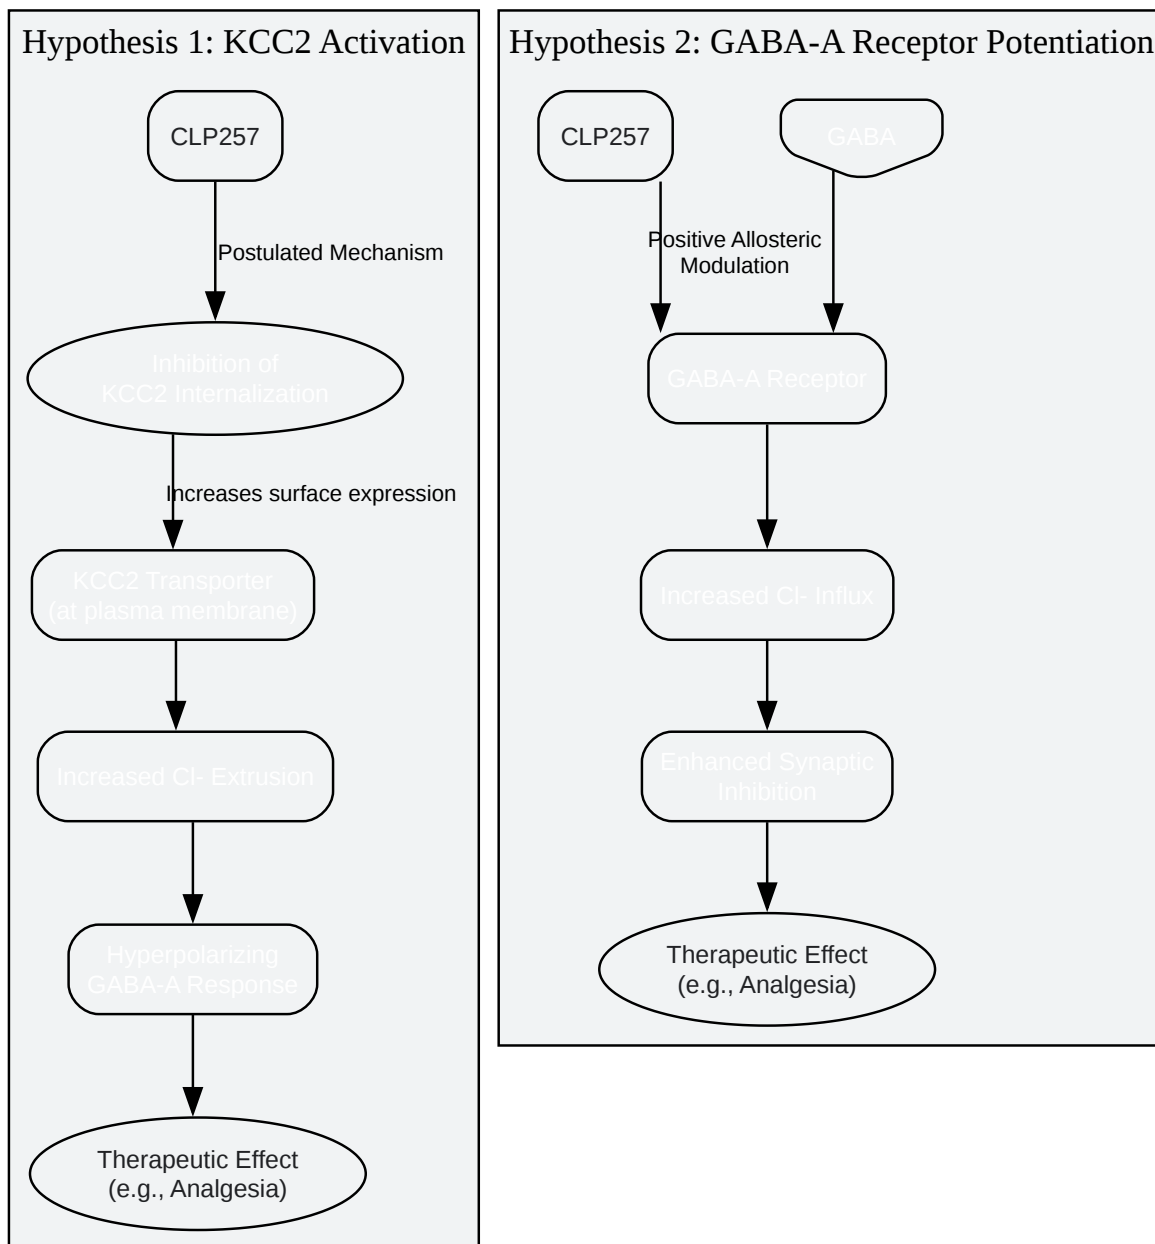 Hypothesis 1: KCC2 Activation
CLP257
Postulated Mechanism
Inhibition of
KCC2 Internalization
Increases surface expression
KCC2 Transporter
(at plasma membrane)
Increased Cl- Extrusion
Hyperpolarizing
GABA-A Response
Therapeutic Effect
(e.g., Analgesia)
Hypothesis 2: GABA-A Receptor Potentiation
CLP257
GABA
Positive Allosteric
Modulation
GABA-A Receptor
Increased Cl- Influx
Enhanced Synaptic
Inhibition
Therapeutic Effect
(e.g., Analgesia)